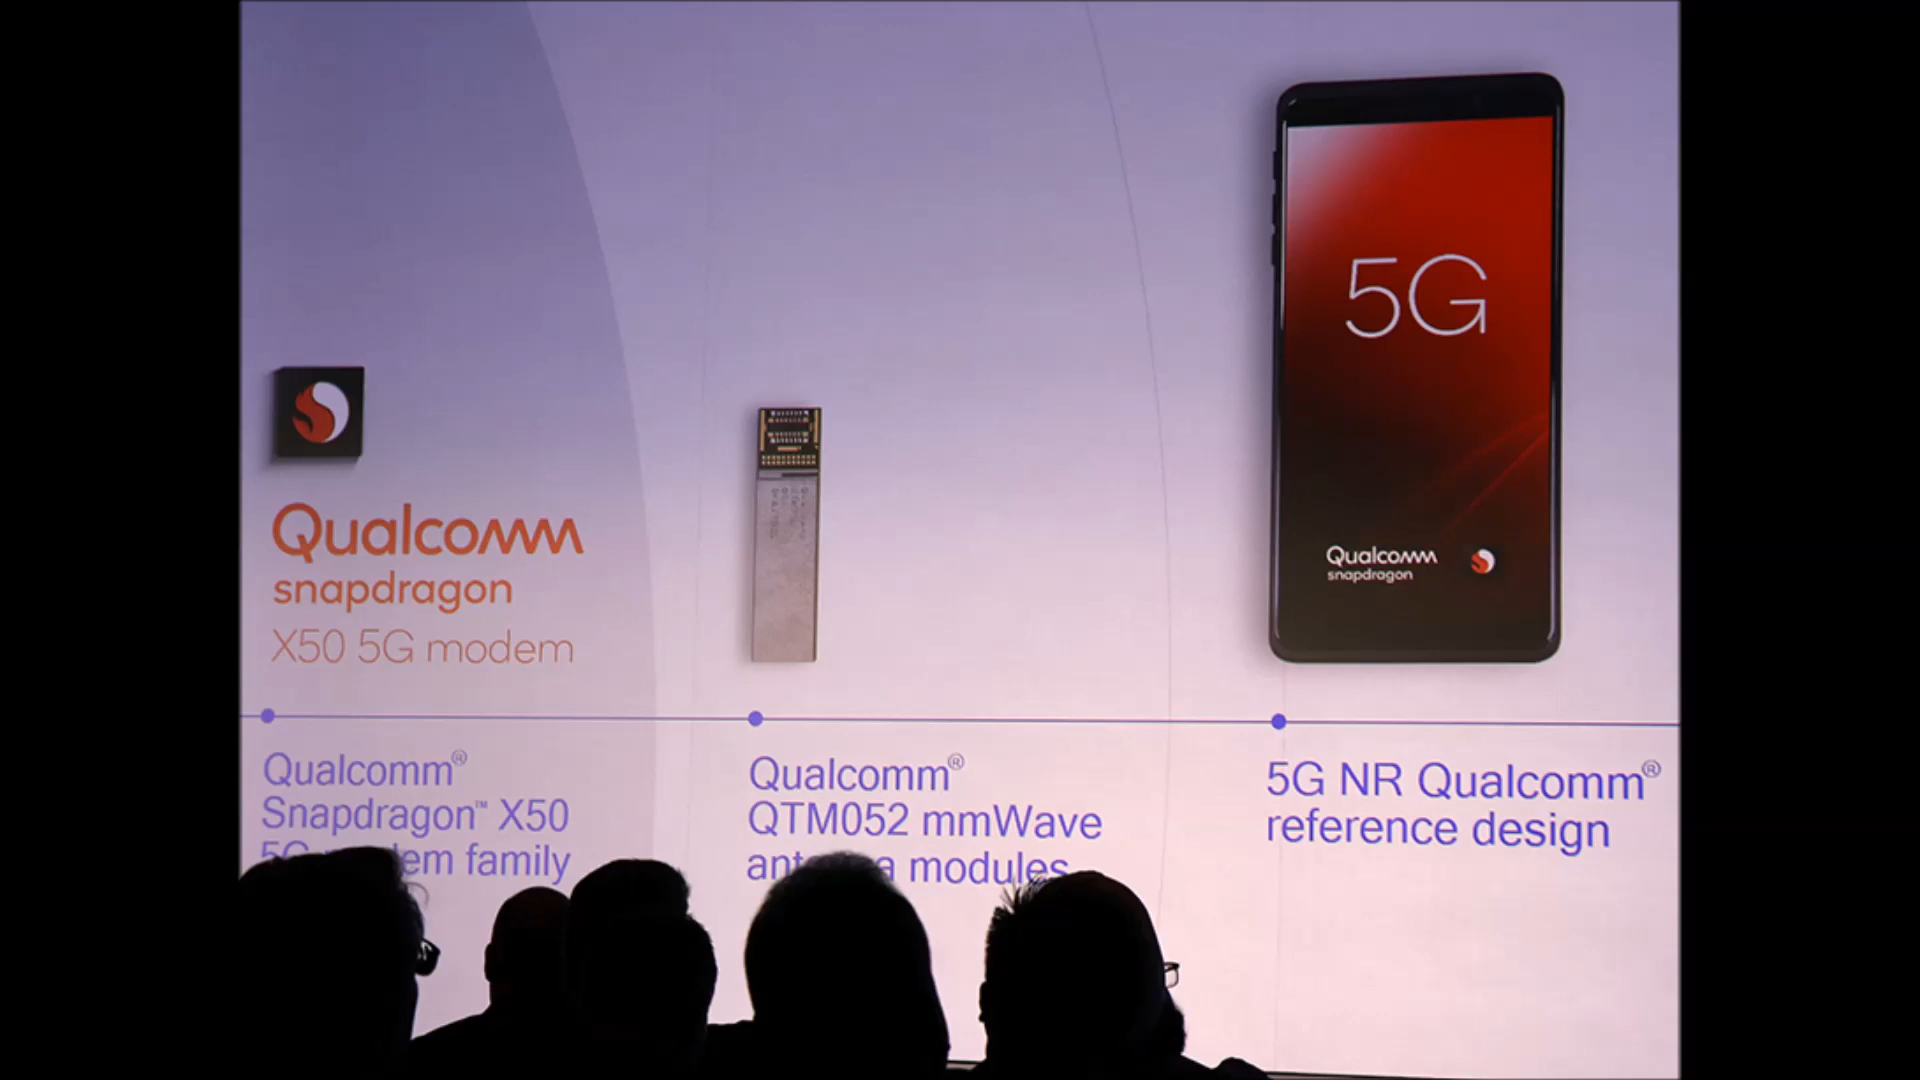 Qualcomm
snapdragon
X50 5G modem
5G
Qualcomm
snapdragon
Qualcomm®
Snapdragon™ X50
family
Qualcomm®
QTM052 mmWave
modules
5G NR Qualcomm®
reference design